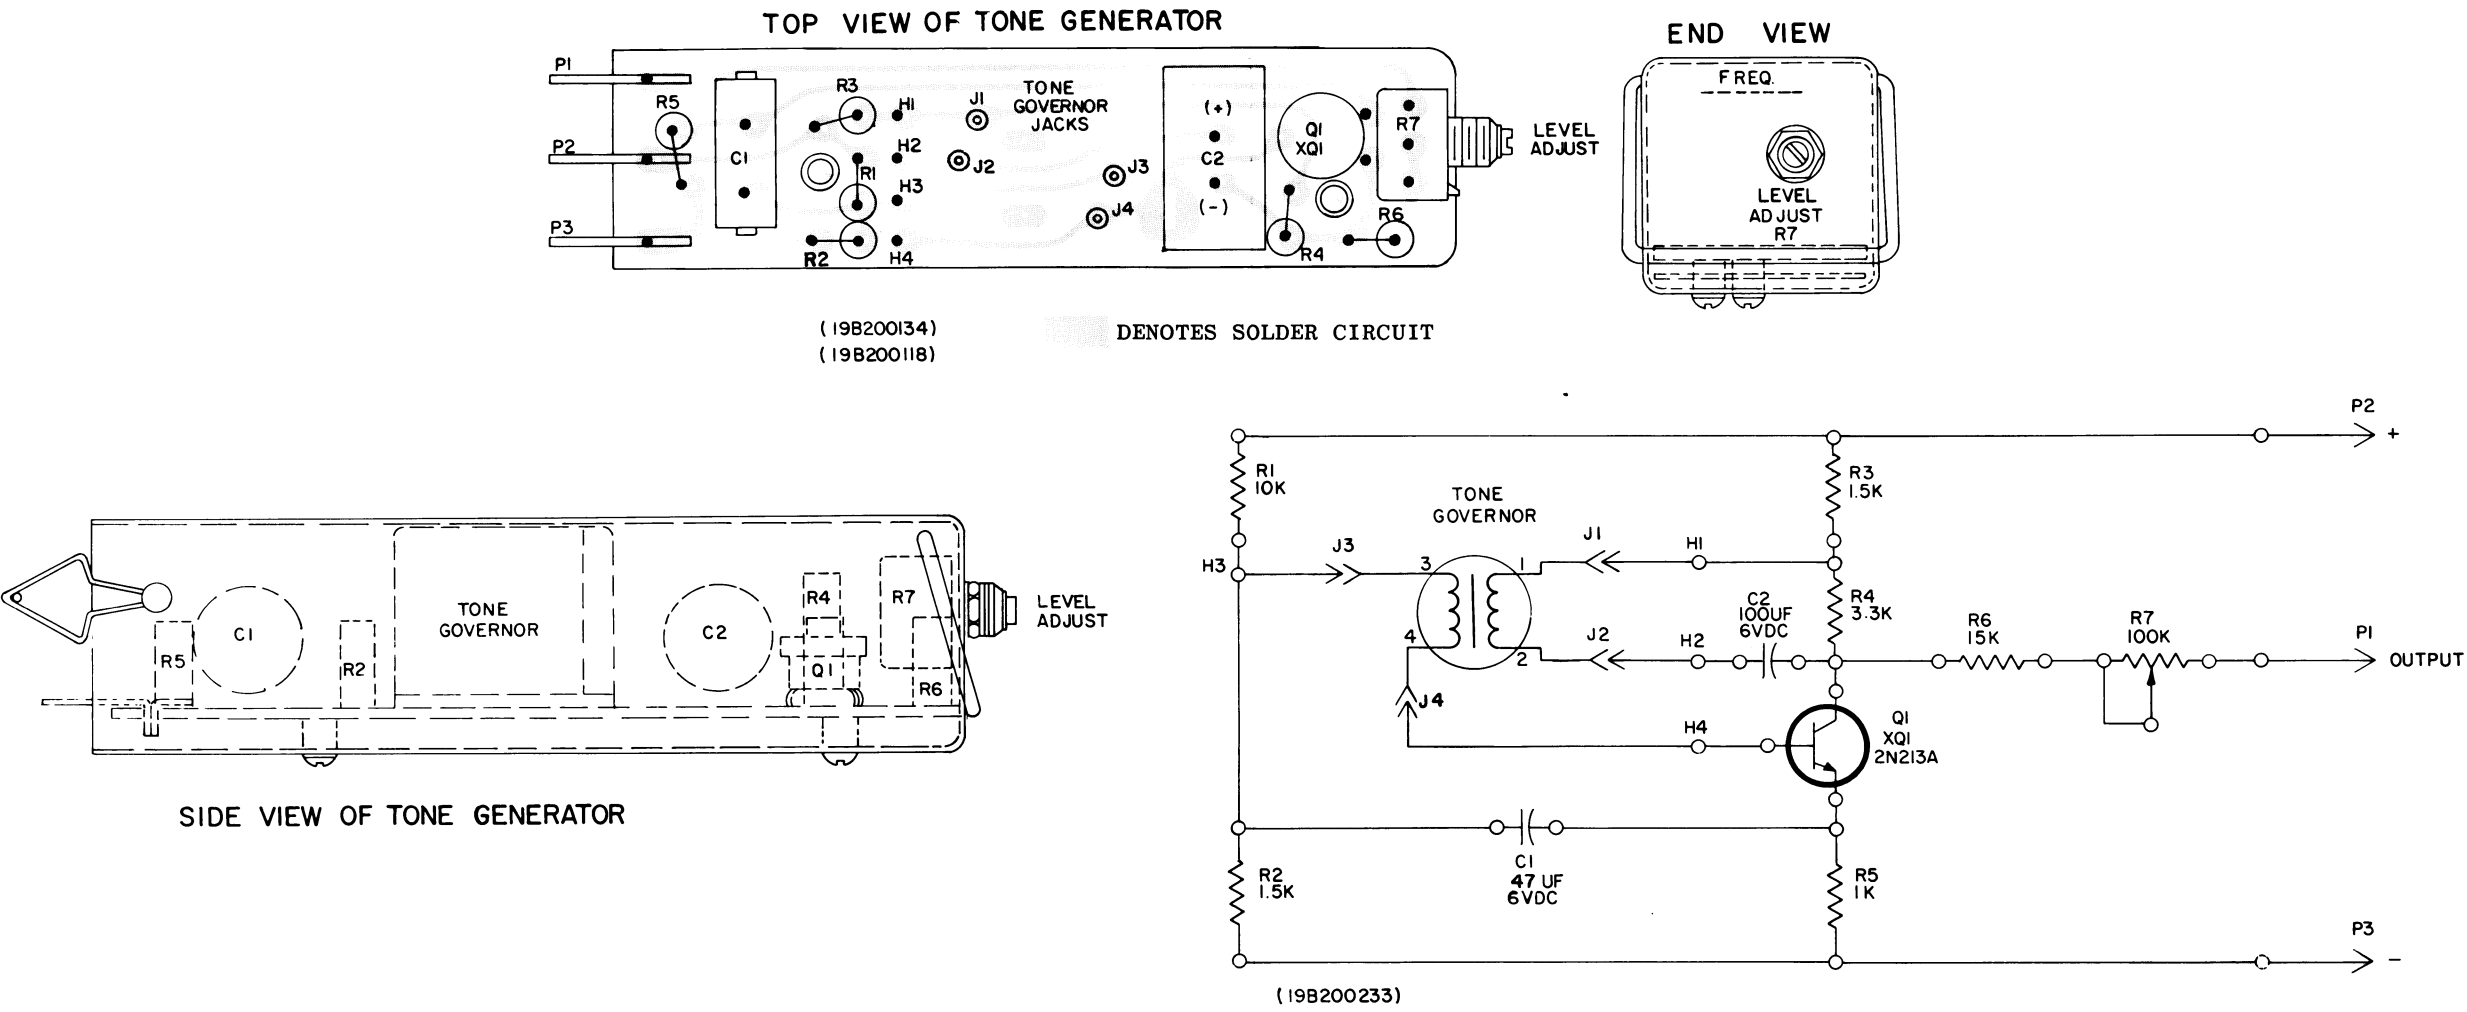 TOP VIEW OF TONE GENERATOR
P1
R5
P2
P3
C1
R3
H1
H2
R1
H3
R2
H4
J1
TONE
GOVERNOR
JACKS
J2
J3
J4
(+)
C2
(-)
Q1
XQ1
R7
R6
R4
LEVEL
ADJUST
END VIEW
FREQ.
LEVEL
ADJUST
R7
(19B200134)
(19B200118)
DENOTES SOLDER CIRCUIT
R5
C1
R2
TONE
GOVERNOR
C2
R4
Q1
R7
R6
LEVEL
ADJUST
SIDE VIEW OF TONE GENERATOR
P2
+
R1
10K
R3
1.5K
TONE
GOVERNOR
H3
J3
3
1
J1
H1
R4
3.3K
4
2
J2
H2
C2
100UF
6VDC
R6
15K
R7
100K
P1
OUTPUT
J4
H4
Q1
XQ1
2N213A
C1
47 UF
6VDC
R2
1.5K
R5
1K
P3
-
(19B200233)